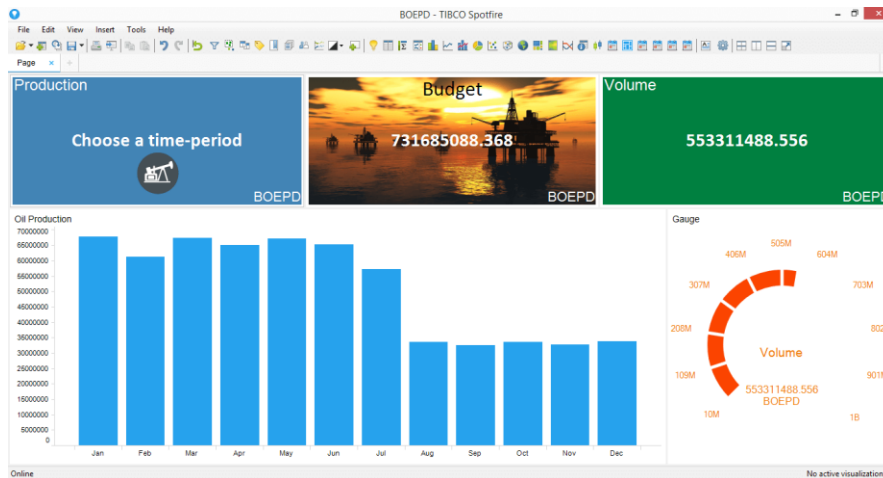 BOEPD - TIBCO Spotfire
File Edit View Insert Tools Help
Page
Production
Choose a time-period
BOEPD
Budget
731685088.368
BOEPD
Volume
553311488.556
BOEPD
Oil Production
70000000
65000000
60000000
55000000
50000000
45000000
40000000
35000000
30000000
25000000
20000000
15000000
10000000
5000000
0
Jan Feb Mar Apr May Jun Jul Aug Sep Oct Nov Dec
Gauge
505M
406M 604M
307M 703M
208M 802
Volume
109M 901M
553311488.556
BOEPD
10M 1B
Online No active visualization